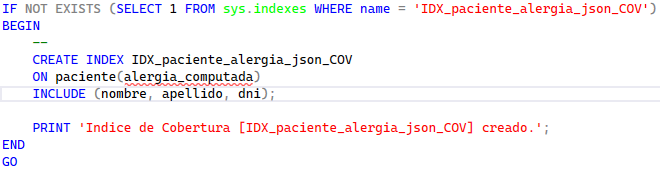 IF NOT EXISTS (SELECT 1 FROM sys.indexes WHERE name = 'IDX_paciente_alergia_json_COV')
BEGIN
--
CREATE INDEX IDX_paciente_alergia_json_COV
ON paciente(alergia_computada)
INCLUDE (nombre, apellido, dni);
PRINT 'Indice de Cobertura [IDX_paciente_alergia_json_COV] creado.';
END
GO